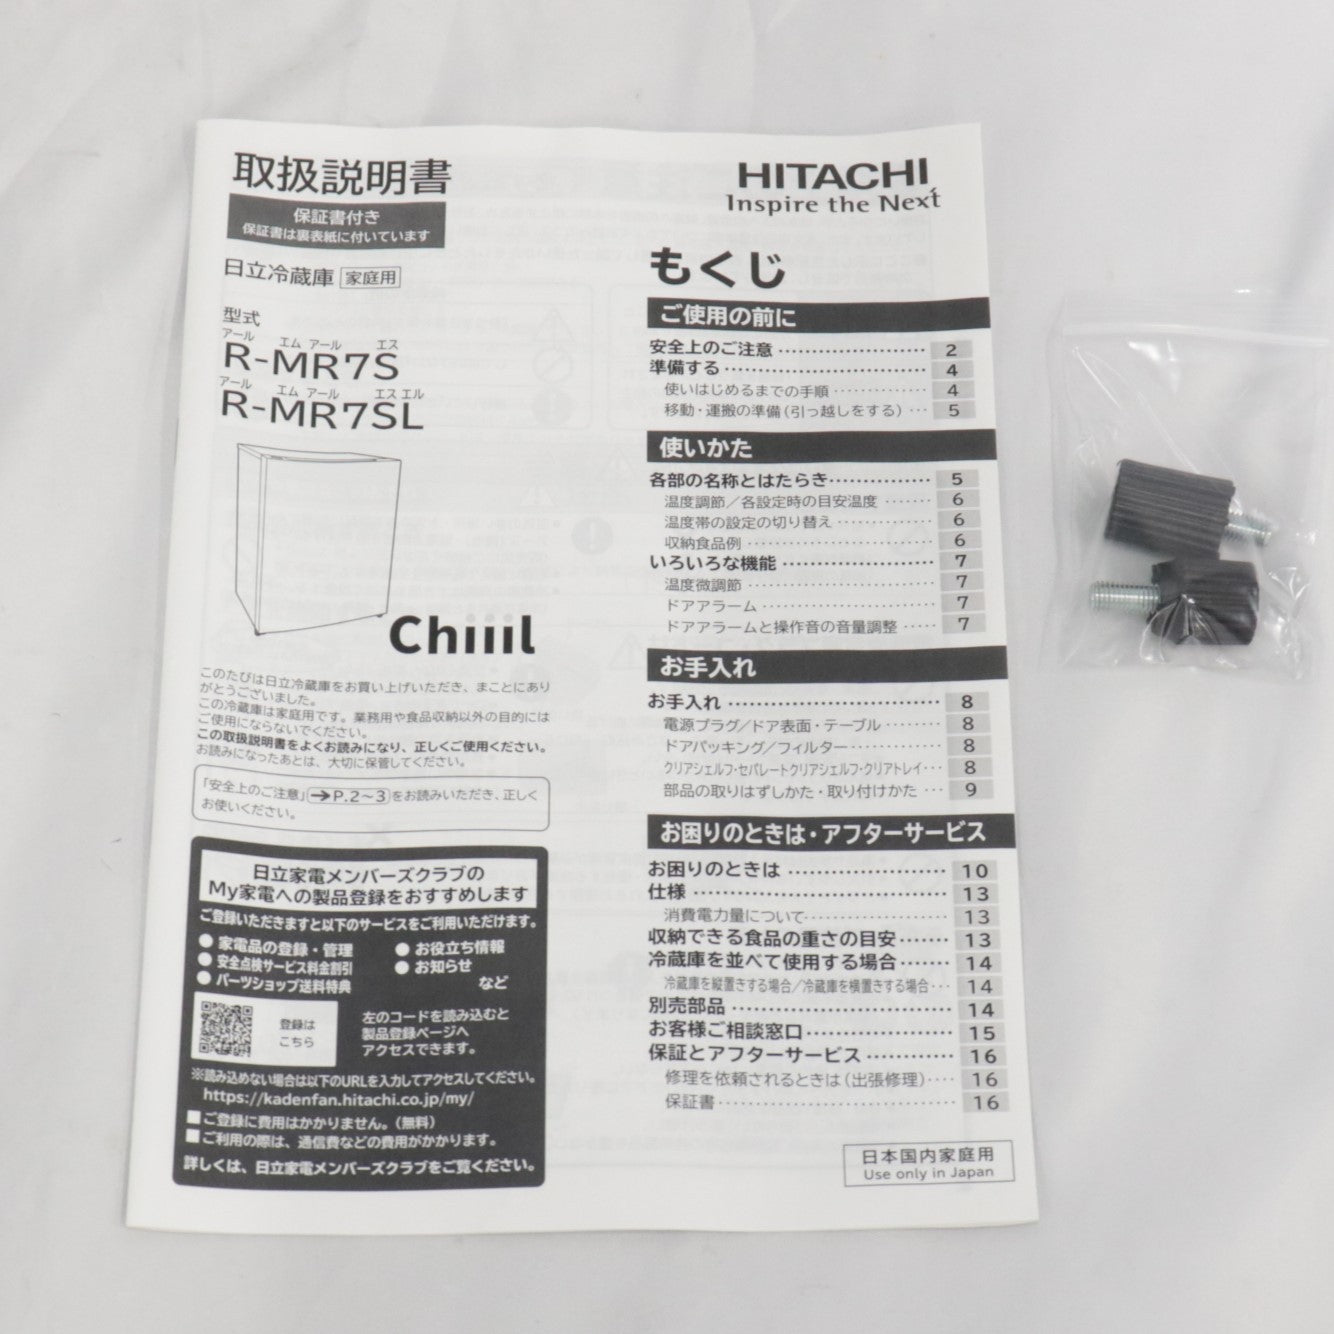 取扱説明書
保証書付き
保証書は裏表紙に付いています
日立冷蔵庫 家庭用
型式
アール エム アール エス
R-MR7S
アール エム アール エス エル
R-MR7SL
Chiiil
このたびは日立冷蔵庫をお買い上げいただき、まことにあり
がとうございました。
この冷蔵庫は家庭用です。業務用や食品収納以外の目的には
ご使用にならないでください。
この取扱説明書をよくお読みになり、正しくご使用ください。
お読みになったあとは、大切に保管してください。
「安全上のご注意」(→P.2~3)をお読みいただき、正しく
お使いください。
日立家電メンバーズクラブの
My家電への製品登録をおすすめします
ご登録いただきますと以下のサービスをご利用いただけます。
●家電品の登録・管理
●安全点検サービス料金割引
●パーツショップ送料特典
●お役立ち情報
●お知らせ
など
登録は
こちら
左のコードを読み込むと
製品登録ページへ
アクセスできます。
※読み込めない場合は以下のURLを入力してアクセスしてください。
https://kadenfan.hitachi.co.jp/my/
■ご登録に費用はかかりません。(無料)
■ご利用の際は、通信費などの費用がかかります。
詳しくは、日立家電メンバーズクラブをご覧ください。
HITACHI
Inspire the Next
もくじ
ご使用の前に
安全上のご注意 …… 2
準備する …… 4
使いはじめるまでの手順 …… 4
移動・運搬の準備(引っ越しをする) …… 5
使いかた
各部の名称とはたらき …… 5
温度調節/各設定時の目安温度 …… 6
温度帯の設定の切り替え …… 6
収納食品例 …… 6
いろいろな機能 …… 7
温度微調節 …… 7
ドアアラーム …… 7
ドアアラームと操作音の音量調整 …… 7
お手入れ
お手入れ …… 8
電源プラグ/ドア表面・テーブル …… 8
ドアパッキング/フィルター …… 8
クリアシェルフ・セパレートクリアシェルフ・クリアトレイ …… 8
部品の取りはずしかた・取り付けかた …… 9
お困りのときは・アフターサービス
お困りのときは …… 10
仕様 …… 13
消費電力量について …… 13
収納できる食品の重さの目安 …… 13
冷蔵庫を並べて使用する場合 …… 14
冷蔵庫を縦置きする場合/冷蔵庫を横置きする場合 …… 14
別売部品 …… 14
お客様ご相談窓口 …… 15
保証とアフターサービス …… 16
修理を依頼されるときは(出張修理) …… 16
保証書 …… 16
日本国内家庭用
Use only in Japan